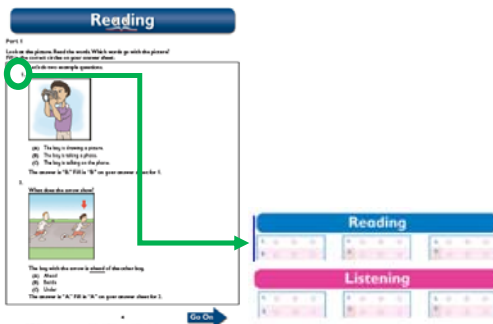 Reading
Part 1
Look at the picture. Read the words. Which words go with the picture?
Fill in the correct circles on your answer sheet.
Let's do two example questions.
1.
(A) The boy is drawing a picture.
(B) The boy is taking a photo.
(C) The boy is talking on the phone.
The answer is "B." Fill in "B" on your answer sheet for 1.
2.
What does the arrow show?
The boy with the arrow is ahead of the other boy.
(A) Ahead
(B) Beside
(C) Under
The answer is "A." Fill in "A" on your answer sheet for 2.
Go On
Reading
Listening